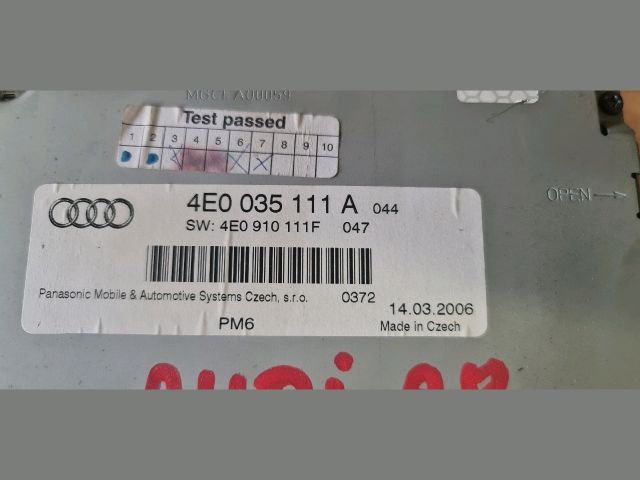 Test passed
1 2 3 4 5 6 7 8 9 10
OPEN
4E0 035 111 A 044
SW: 4E0 910 111F 047
Panasonic Mobile & Automotive Systems Czech, s.r.o. 0372
14.03.2006
PM6
Made in Czech
AUDi